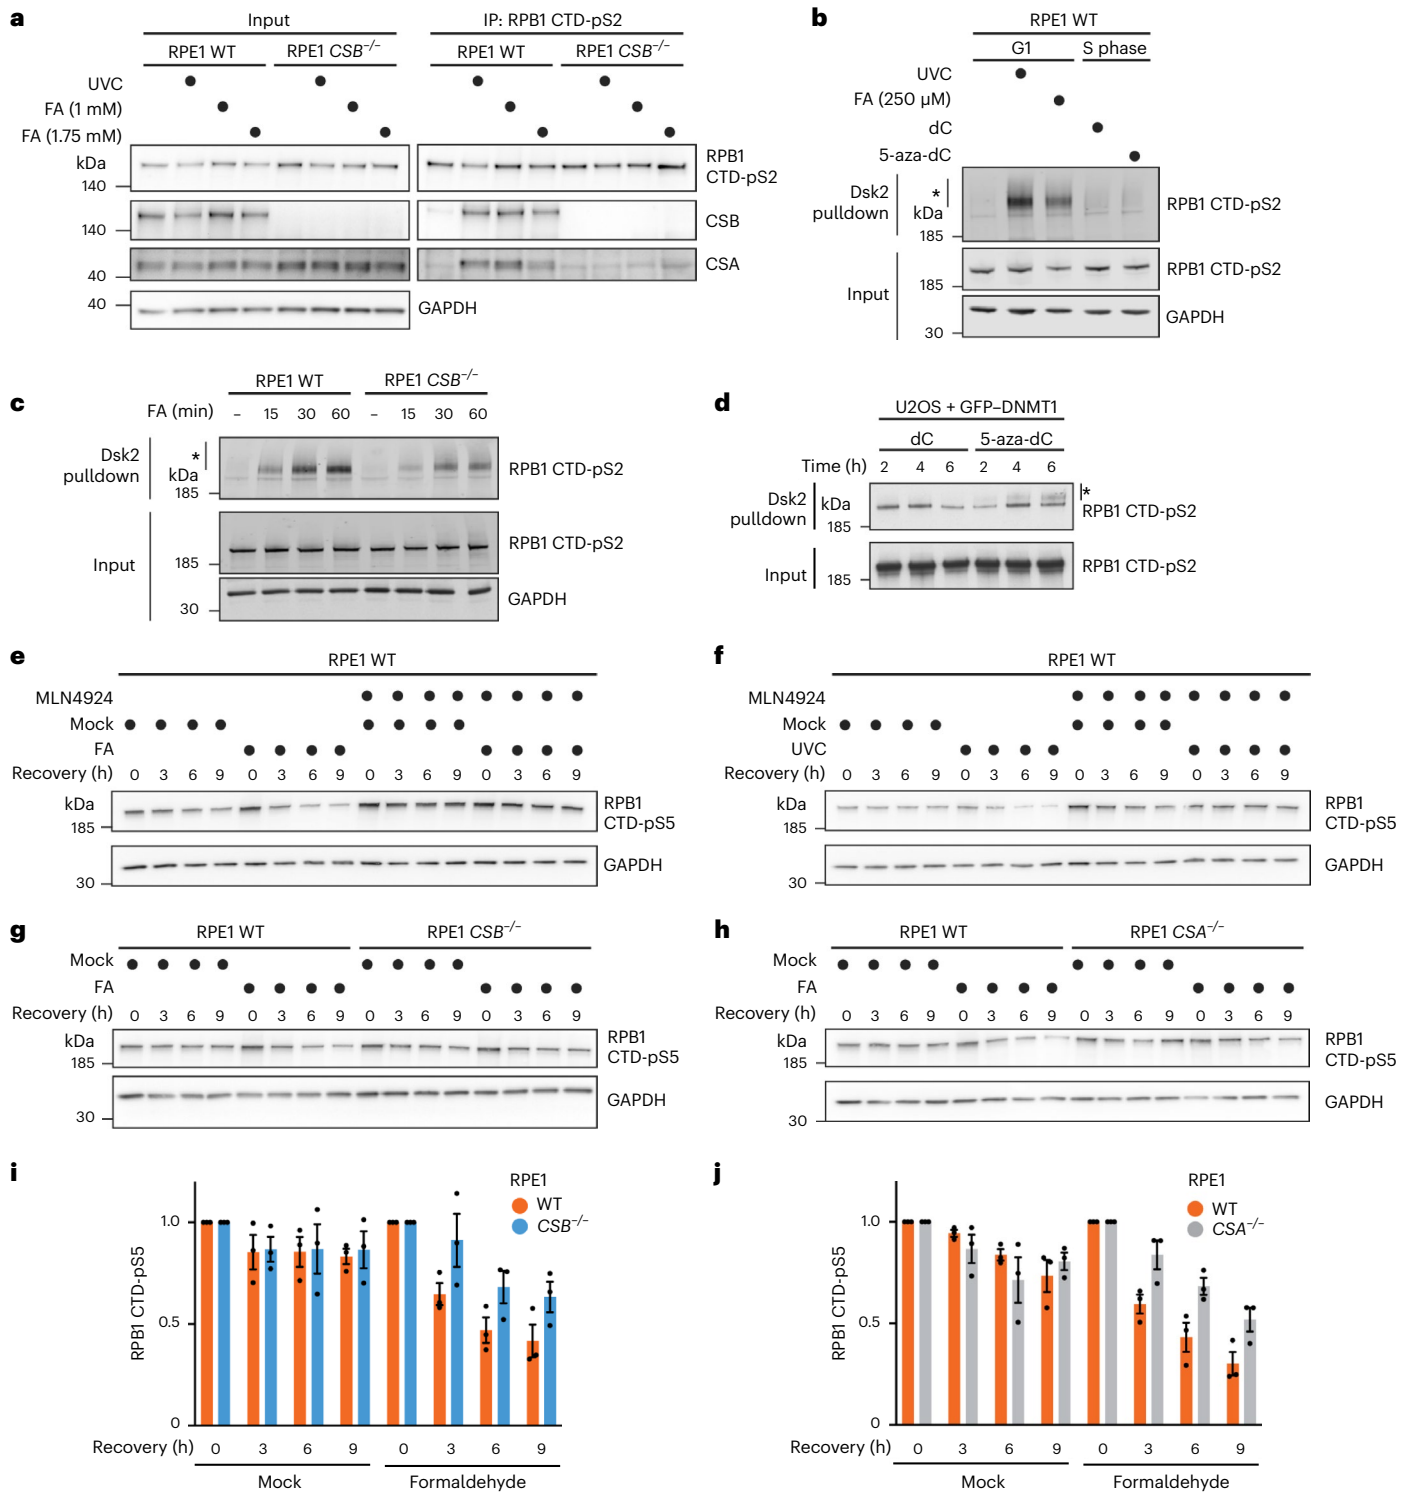 a
Input
IP: RPB1 CTD-pS2
RPE1 WT
RPE1 CSB−/−
RPE1 WT
RPE1 CSB−/−
UVC
FA (1 mM)
FA (1.75 mM)
kDa
140
RPB1
CTD-pS2
140
CSB
40
CSA
40
GAPDH
b
RPE1 WT
G1
S phase
UVC
FA (250 µM)
dC
5-aza-dC
Dsk2
pulldown
*
kDa
185
RPB1 CTD-pS2
Input
185
RPB1 CTD-pS2
30
GAPDH
c
RPE1 WT
RPE1 CSB−/−
FA (min)
– 15 30 60 – 15 30 60
Dsk2
pulldown
*
kDa
185
RPB1 CTD-pS2
Input
185
RPB1 CTD-pS2
30
GAPDH
d
U2OS + GFP–DNMT1
dC
5-aza-dC
Time (h) 2 4 6 2 4 6
Dsk2
pulldown
kDa
185
*
RPB1 CTD-pS2
Input
185
RPB1 CTD-pS2
e
RPE1 WT
MLN4924
Mock
FA
Recovery (h) 0 3 6 9 0 3 6 9 0 3 6 9 0 3 6 9
kDa
185
RPB1
CTD-pS5
30
GAPDH
f
RPE1 WT
MLN4924
Mock
UVC
Recovery (h) 0 3 6 9 0 3 6 9 0 3 6 9 0 3 6 9
kDa
185
RPB1
CTD-pS5
30
GAPDH
g
RPE1 WT
RPE1 CSB−/−
Mock
FA
Recovery (h) 0 3 6 9 0 3 6 9 0 3 6 9 0 3 6 9
kDa
185
RPB1
CTD-pS5
30
GAPDH
h
RPE1 WT
RPE1 CSA−/−
Mock
FA
Recovery (h) 0 3 6 9 0 3 6 9 0 3 6 9 0 3 6 9
kDa
185
RPB1
CTD-pS5
30
GAPDH
i
RPE1
WT
CSB−/−
RPB1 CTD-pS5
1.0
0.5
0
Recovery (h) 0 3 6 9 0 3 6 9
Mock
Formaldehyde
j
RPE1
WT
CSA−/−
RPB1 CTD-pS5
1.0
0.5
0
Recovery (h) 0 3 6 9 0 3 6 9
Mock
Formaldehyde